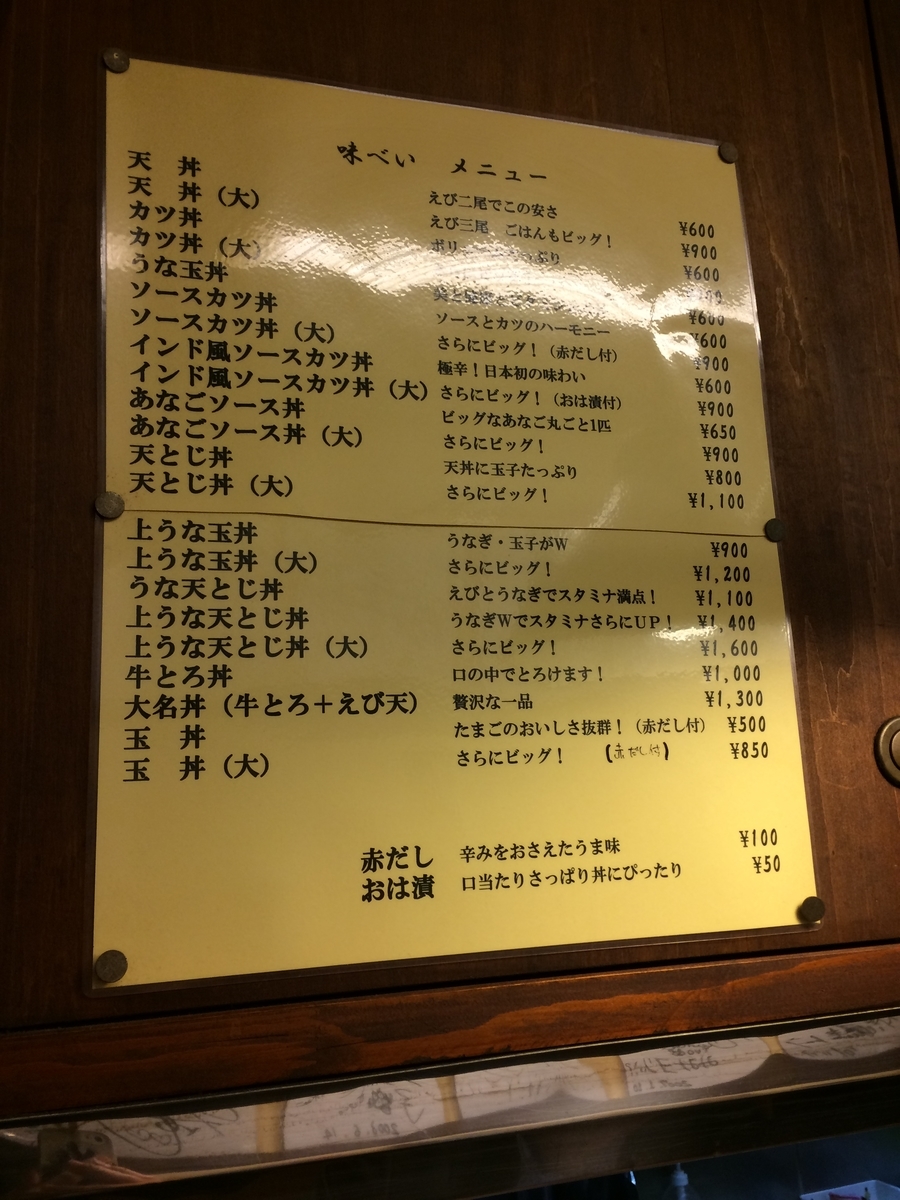 味べい　メニュー
天　丼 えび二尾でこの安さ ¥600
天　丼（大） えび三尾　ごはんもビッグ！ ¥900
カツ丼 ¥600
カツ丼（大）
うな玉丼 ¥600
ソースカツ丼 ソースとカツのハーモニー ¥600
ソースカツ丼（大） さらにビッグ！（赤だし付） ¥900
インド風ソースカツ丼 極辛！日本初の味わい ¥600
インド風ソースカツ丼（大） さらにビッグ！（おは漬付） ¥900
あなごソース丼 ビッグなあなご丸ごと1匹 ¥650
あなごソース丼（大） さらにビッグ！ ¥900
天とじ丼 天丼に玉子たっぷり ¥800
天とじ丼（大） さらにビッグ！ ¥1,100
上うな玉丼 うなぎ・玉子がW ¥900
上うな玉丼（大） さらにビッグ！ ¥1,200
うな天とじ丼 えびとうなぎでスタミナ満点！ ¥1,100
上うな天とじ丼 うなぎWでスタミナさらにUP！ ¥1,400
上うな天とじ丼（大） さらにビッグ！ ¥1,600
牛とろ丼 口の中でとろけます！ ¥1,000
大名丼（牛とろ＋えび天） 贅沢な一品 ¥1,300
玉　丼 たまごのおいしさ抜群！（赤だし付） ¥500
玉　丼（大） さらにビッグ！ （赤だし付） ¥850
赤だし 辛みをおさえたうま味 ¥100
おは漬 口当たりさっぱり丼にぴったり ¥50